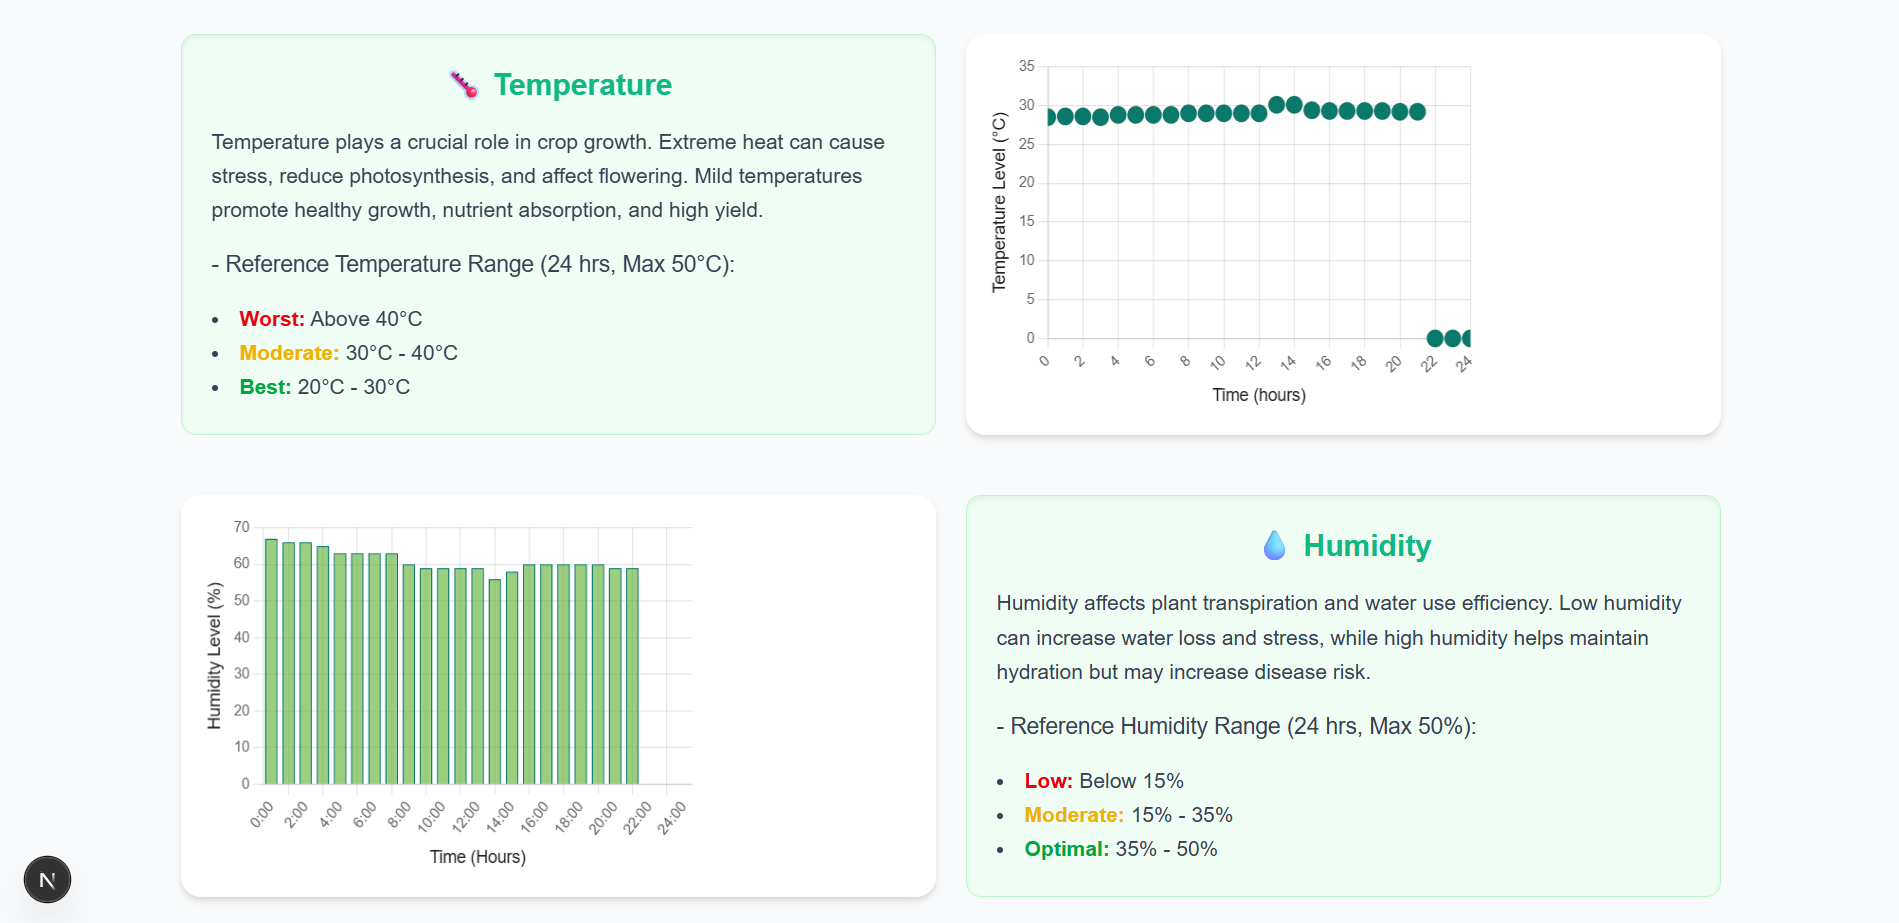 Temperature
Temperature plays a crucial role in crop growth. Extreme heat can cause
stress, reduce photosynthesis, and affect flowering. Mild temperatures
promote healthy growth, nutrient absorption, and high yield.
- Reference Temperature Range (24 hrs, Max 50°C):
• Worst: Above 40°C
• Moderate: 30°C - 40°C
• Best: 20°C - 30°C
Temperature Level (°C)
35
30
25
20
15
10
5
0
0 2 4 6 8 10 12 14 16 18 20 22 24
Time (hours)
Humidity Level (%)
70
60
50
40
30
20
10
0
0:00 2:00 4:00 6:00 8:00 10:00 12:00 14:00 16:00 18:00 20:00 22:00 24:00
Time (Hours)
Humidity
Humidity affects plant transpiration and water use efficiency. Low humidity
can increase water loss and stress, while high humidity helps maintain
hydration but may increase disease risk.
- Reference Humidity Range (24 hrs, Max 50%):
• Low: Below 15%
• Moderate: 15% - 35%
• Optimal: 35% - 50%
N